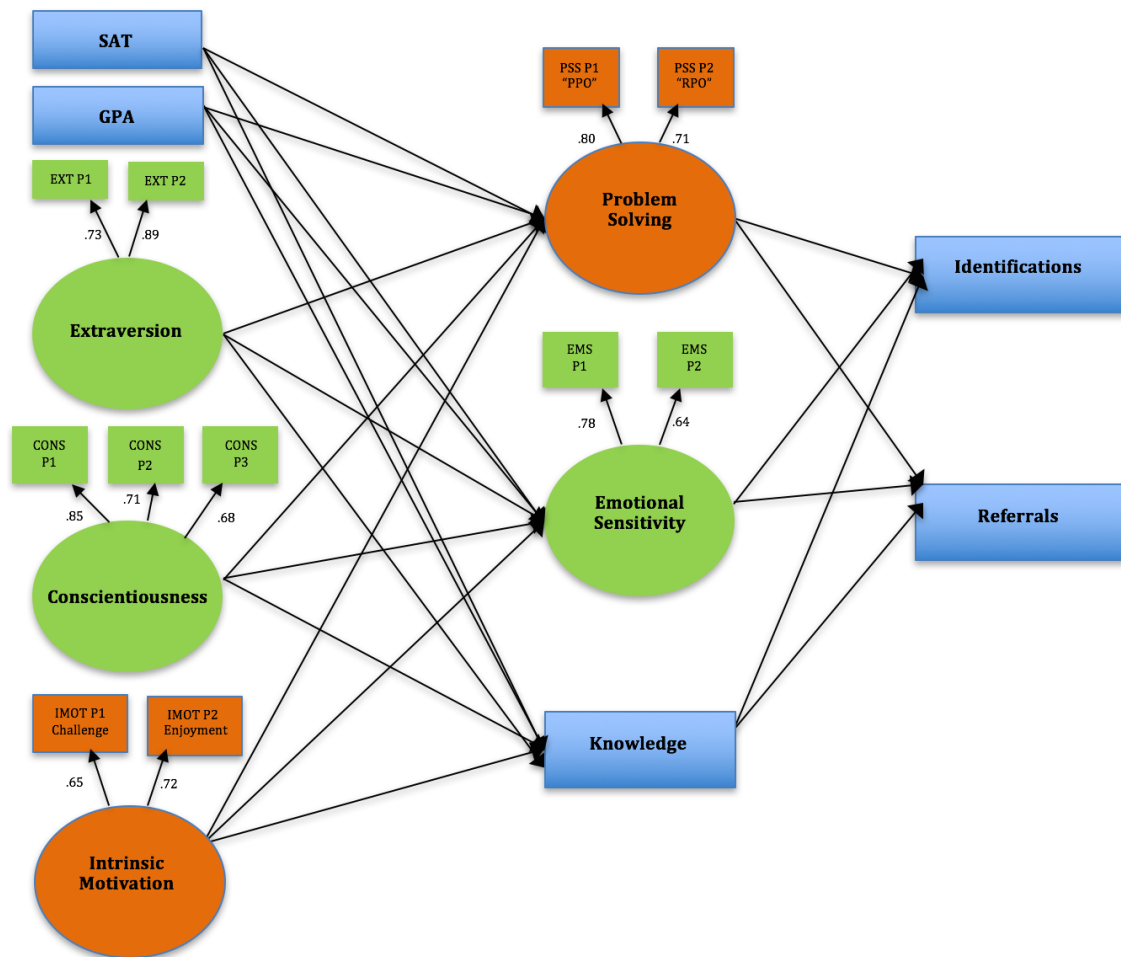 SAT
GPA
EXT P1
EXT P2
.73
.89
Extraversion
CONS
P1
CONS
P2
CONS
P3
.85
.71
.68
Conscientiousness
IMOT P1
Challenge
IMOT P2
Enjoyment
.65
.72
Intrinsic
Motivation
PSS P1
“PPO”
PSS P2
“RPO”
.80
.71
Problem
Solving
EMS
P1
EMS
P2
.78
.64
Emotional
Sensitivity
Knowledge
Identifications
Referrals